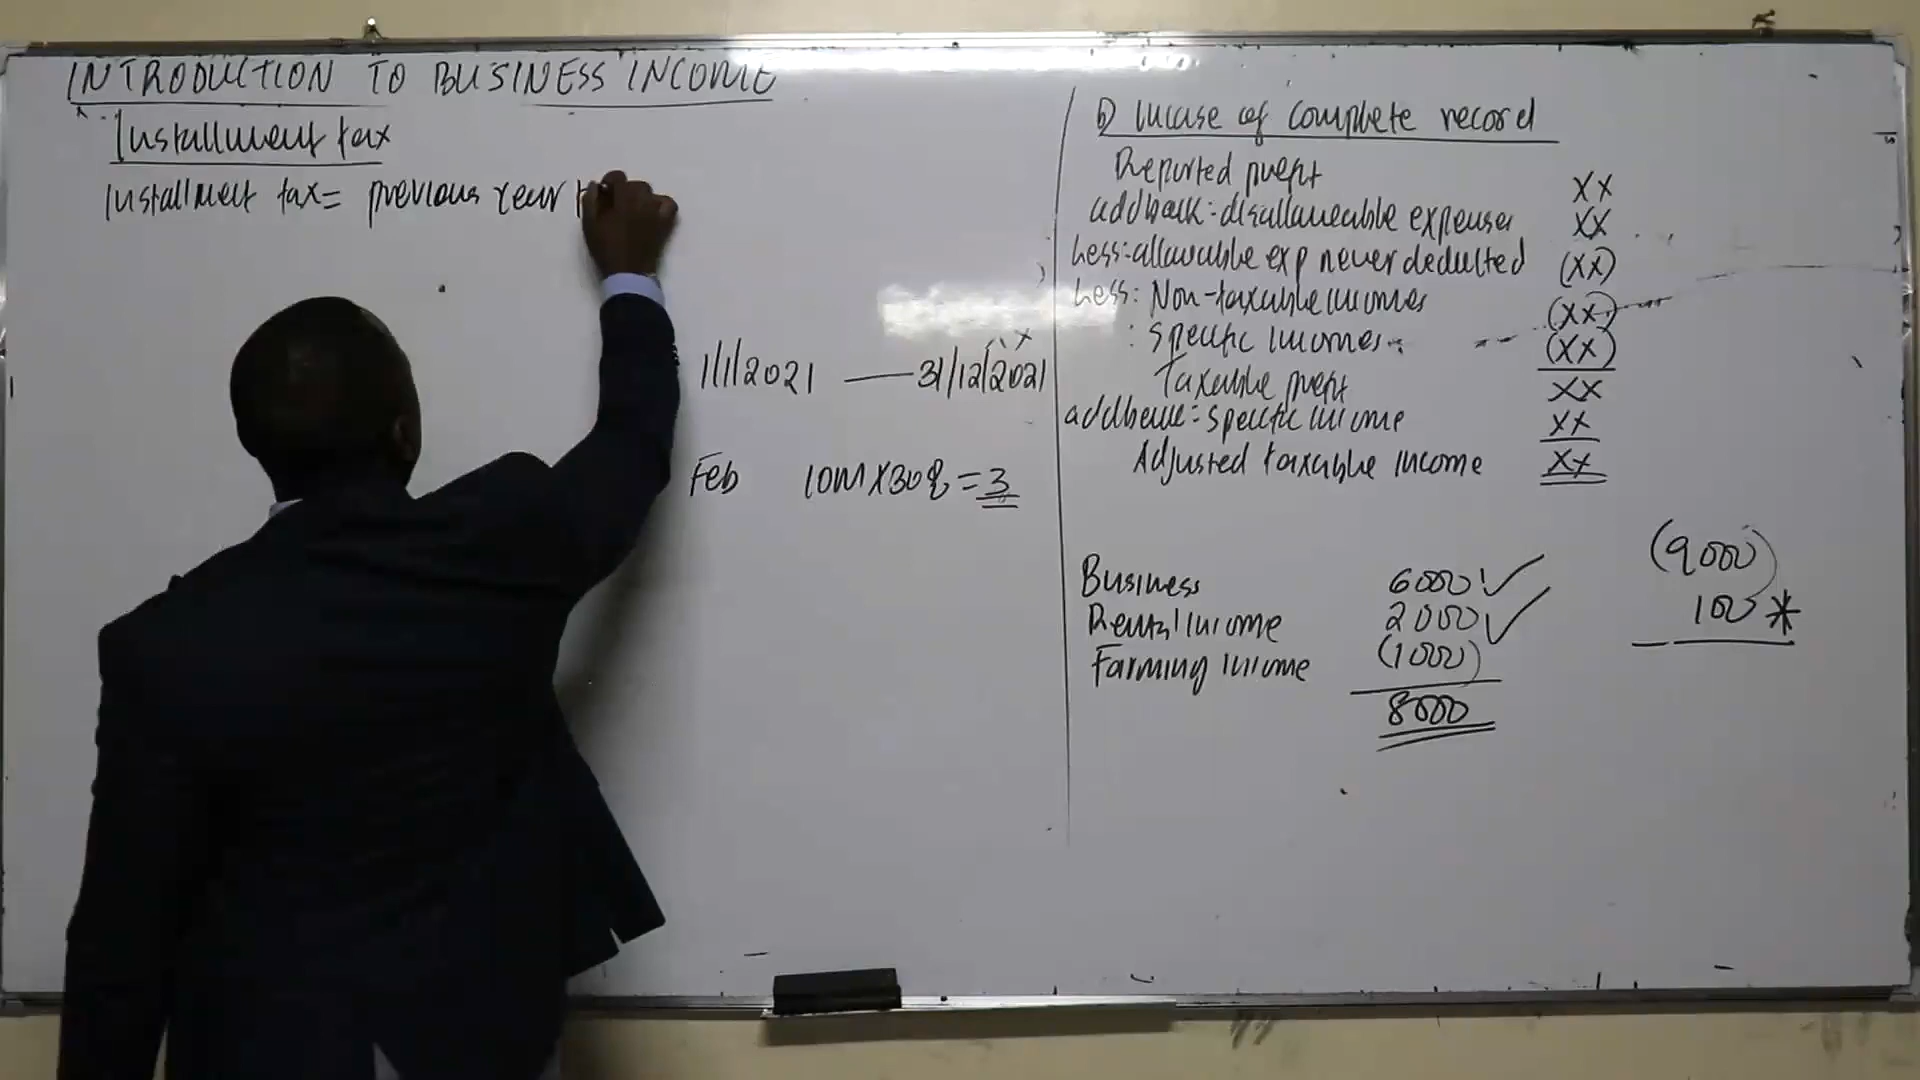 INTRODUCTION TO BUSINESS INCOME
Installment tax
Installment tax = previous year t
1/1/2021 — 31/12/2021
Feb 10M X 30% = 3
b) Incase of complete record
Reported profit XX
addback: disallowable expenses XX
Less: allowable exp never deducted (XX)
Less: Non-taxable incomes (XX)
: Specific incomes (XX)
Taxable profit XX
addback: specific income XX
Adjusted taxable income XX
Business 6000 ✓
Rental income 2000 ✓
Farming income (1000)
8000
(9000)
100 *